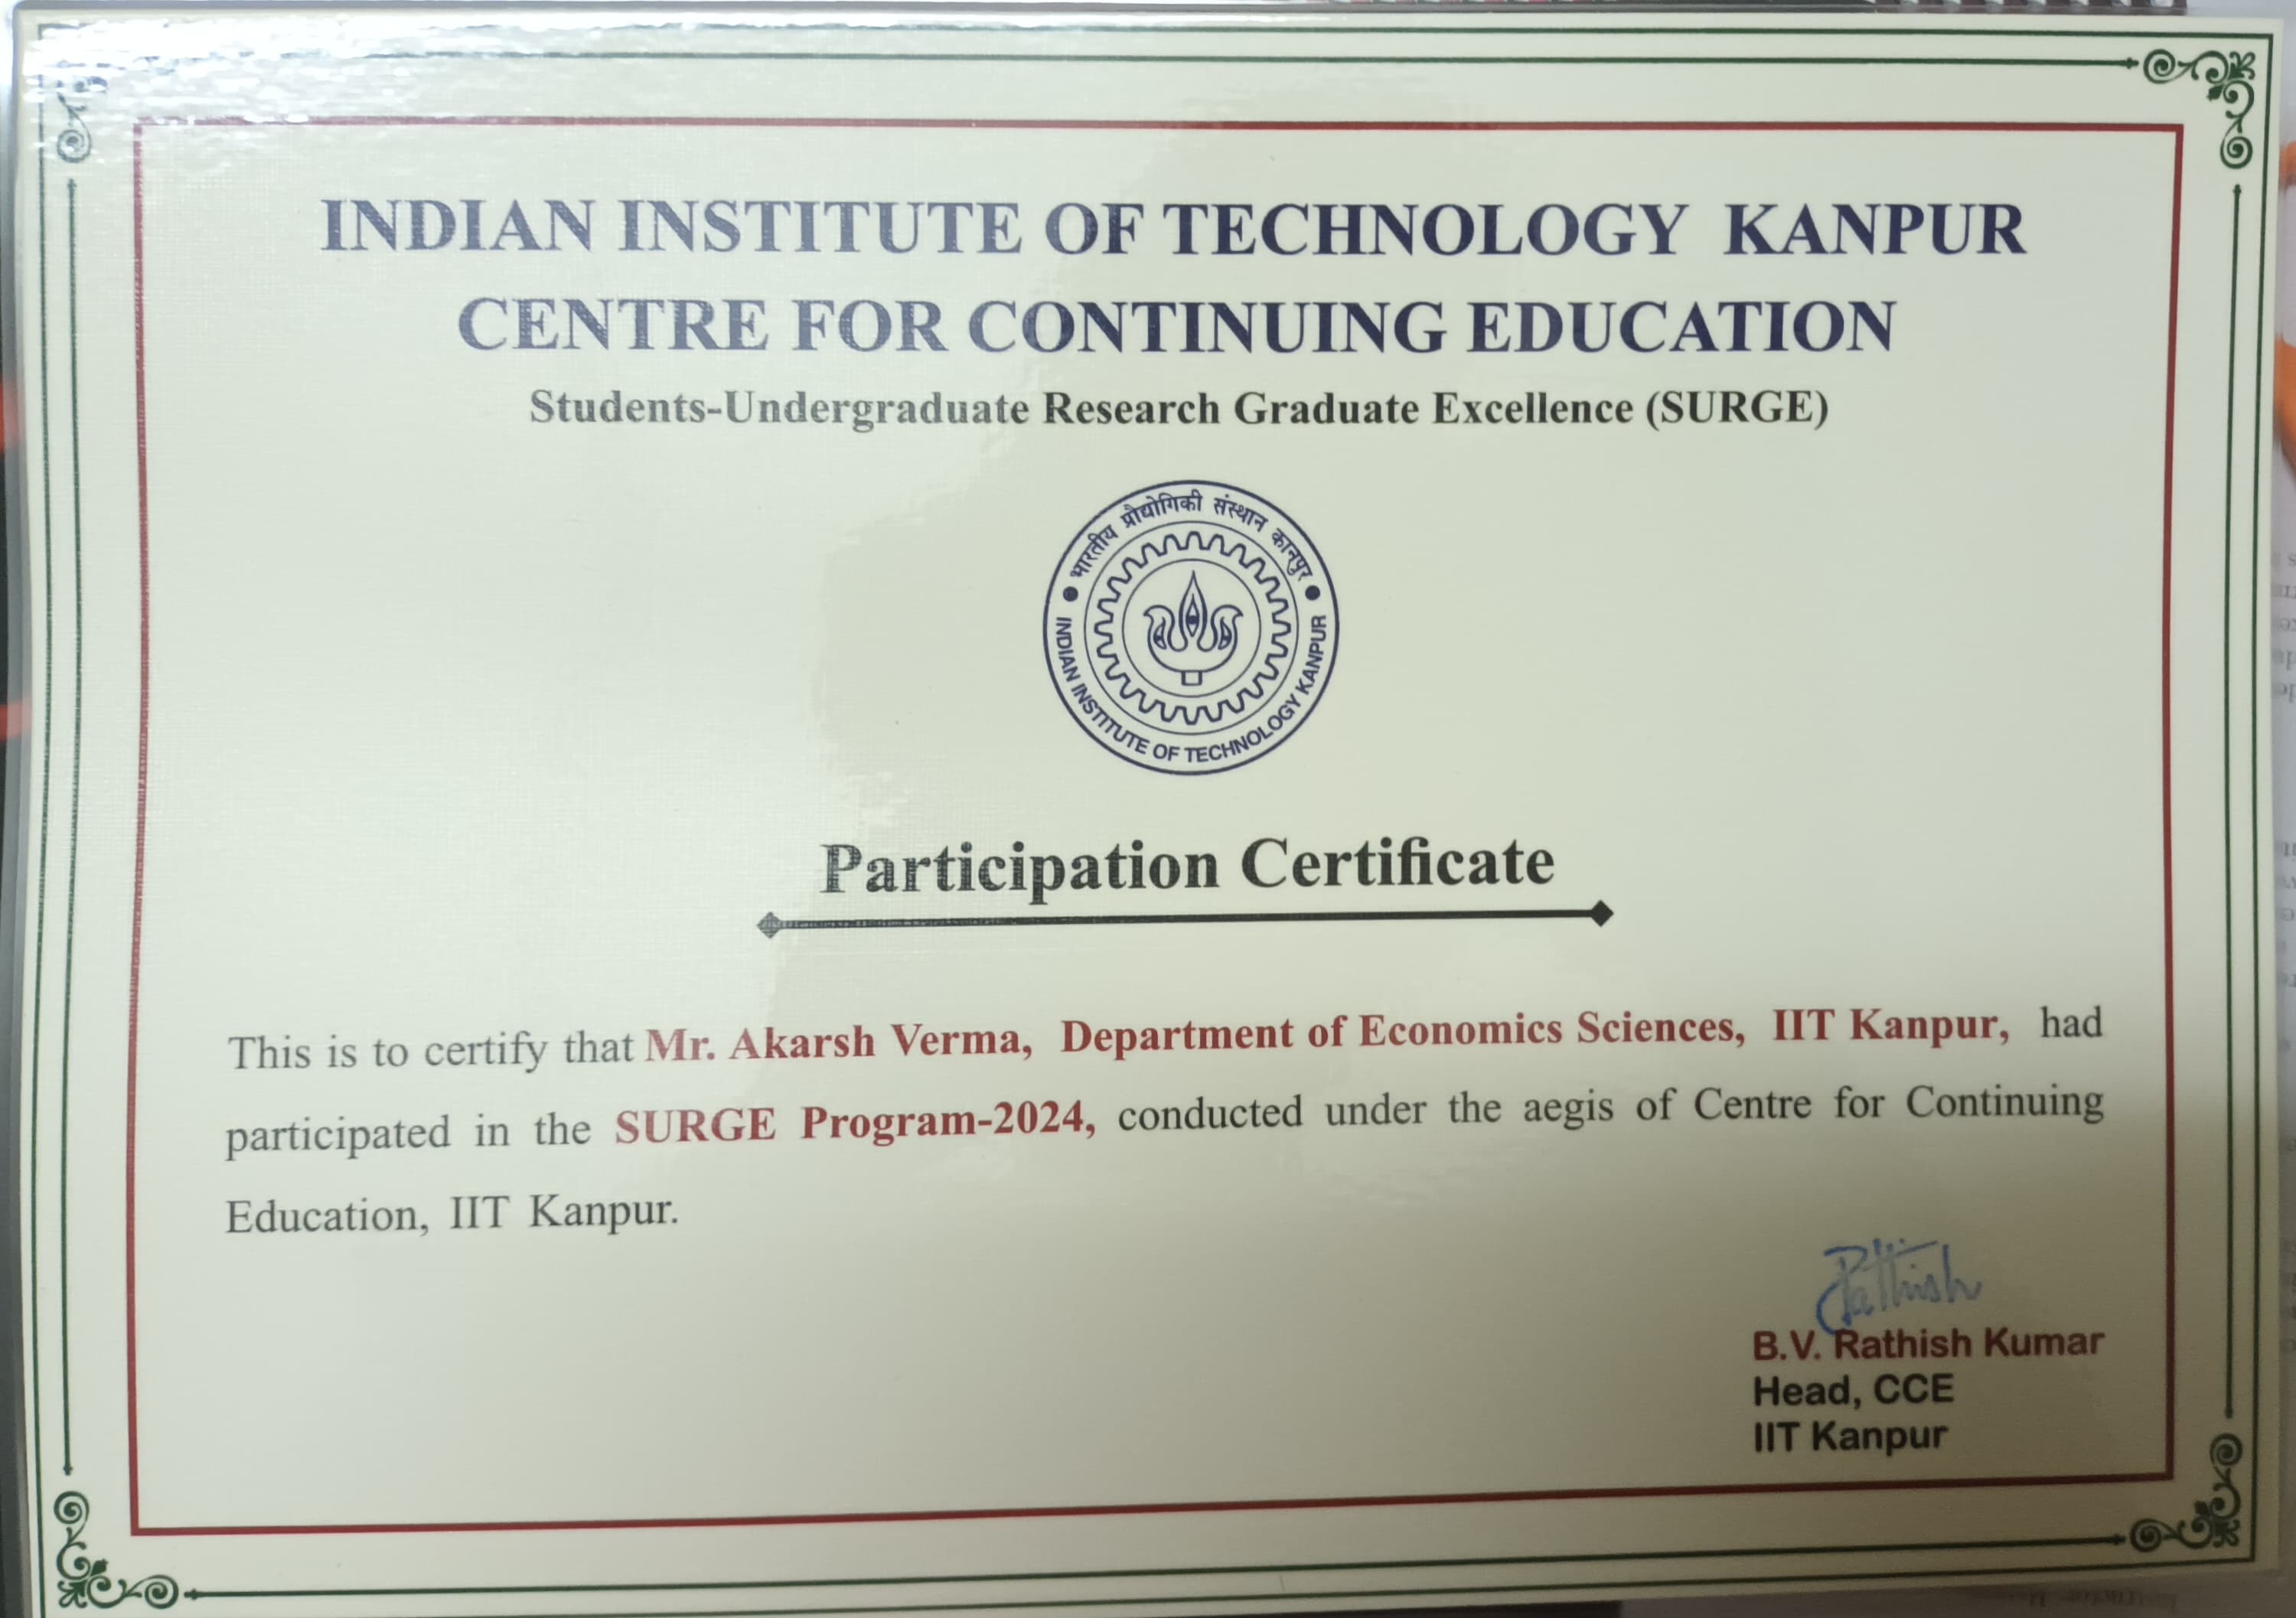 INDIAN INSTITUTE OF TECHNOLOGY KANPUR
CENTRE FOR CONTINUING EDUCATION
Students-Undergraduate Research Graduate Excellence (SURGE)
भारतीय प्रौद्योगिकी संस्थान कानपुर
INDIAN INSTITUTE OF TECHNOLOGY KANPUR
Participation Certificate
This is to certify that Mr. Akarsh Verma, Department of Economics Sciences, IIT Kanpur, had
participated in the SURGE Program-2024, conducted under the aegis of Centre for Continuing
Education, IIT Kanpur.
Rathish
B.V. Rathish Kumar
Head, CCE
IIT Kanpur